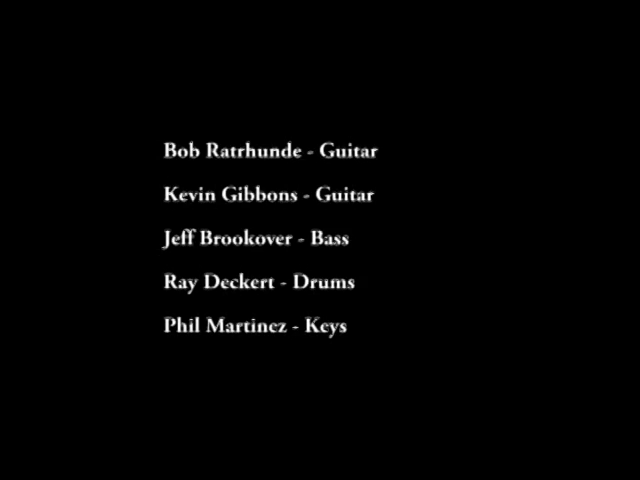 Bob Ratrhunde - Guitar
Kevin Gibbons - Guitar
Jeff Brookover - Bass
Ray Deckert - Drums
Phil Martinez - Keys